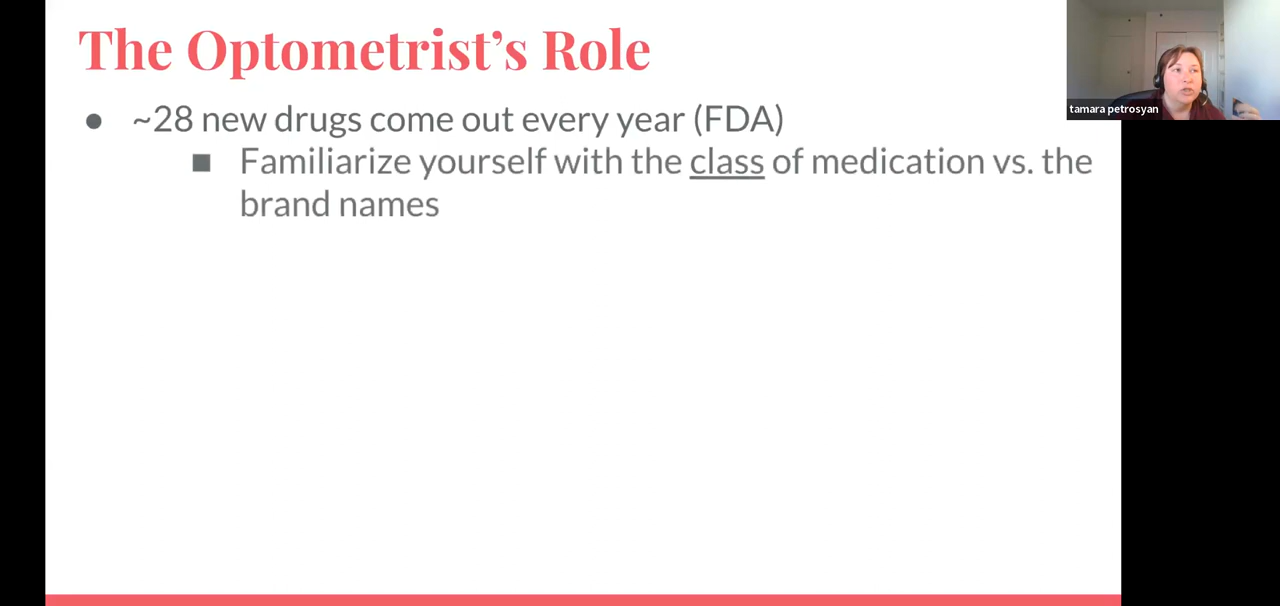 The Optometrist’s Role
● ~28 new drugs come out every year (FDA)
■ Familiarize yourself with the class of medication vs. the
brand names
tamara petrosyan